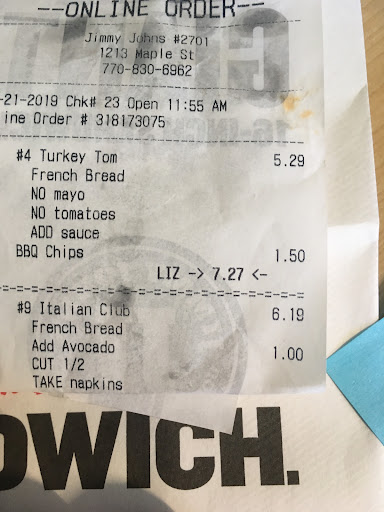 --ONLINE ORDER--
Jimmy Johns #2701
1213 Maple St
770-830-6962
-21-2019 Chk# 23 Open 11:55 AM
ine Order # 318173075
#4 Turkey Tom 5.29
French Bread
NO mayo
NO tomatoes
ADD sauce
BBQ Chips 1.50
LIZ -> 7.27 <-
#9 Italian Club 6.19
French Bread
Add Avocado 1.00
CUT 1/2
TAKE napkins
DWICH.